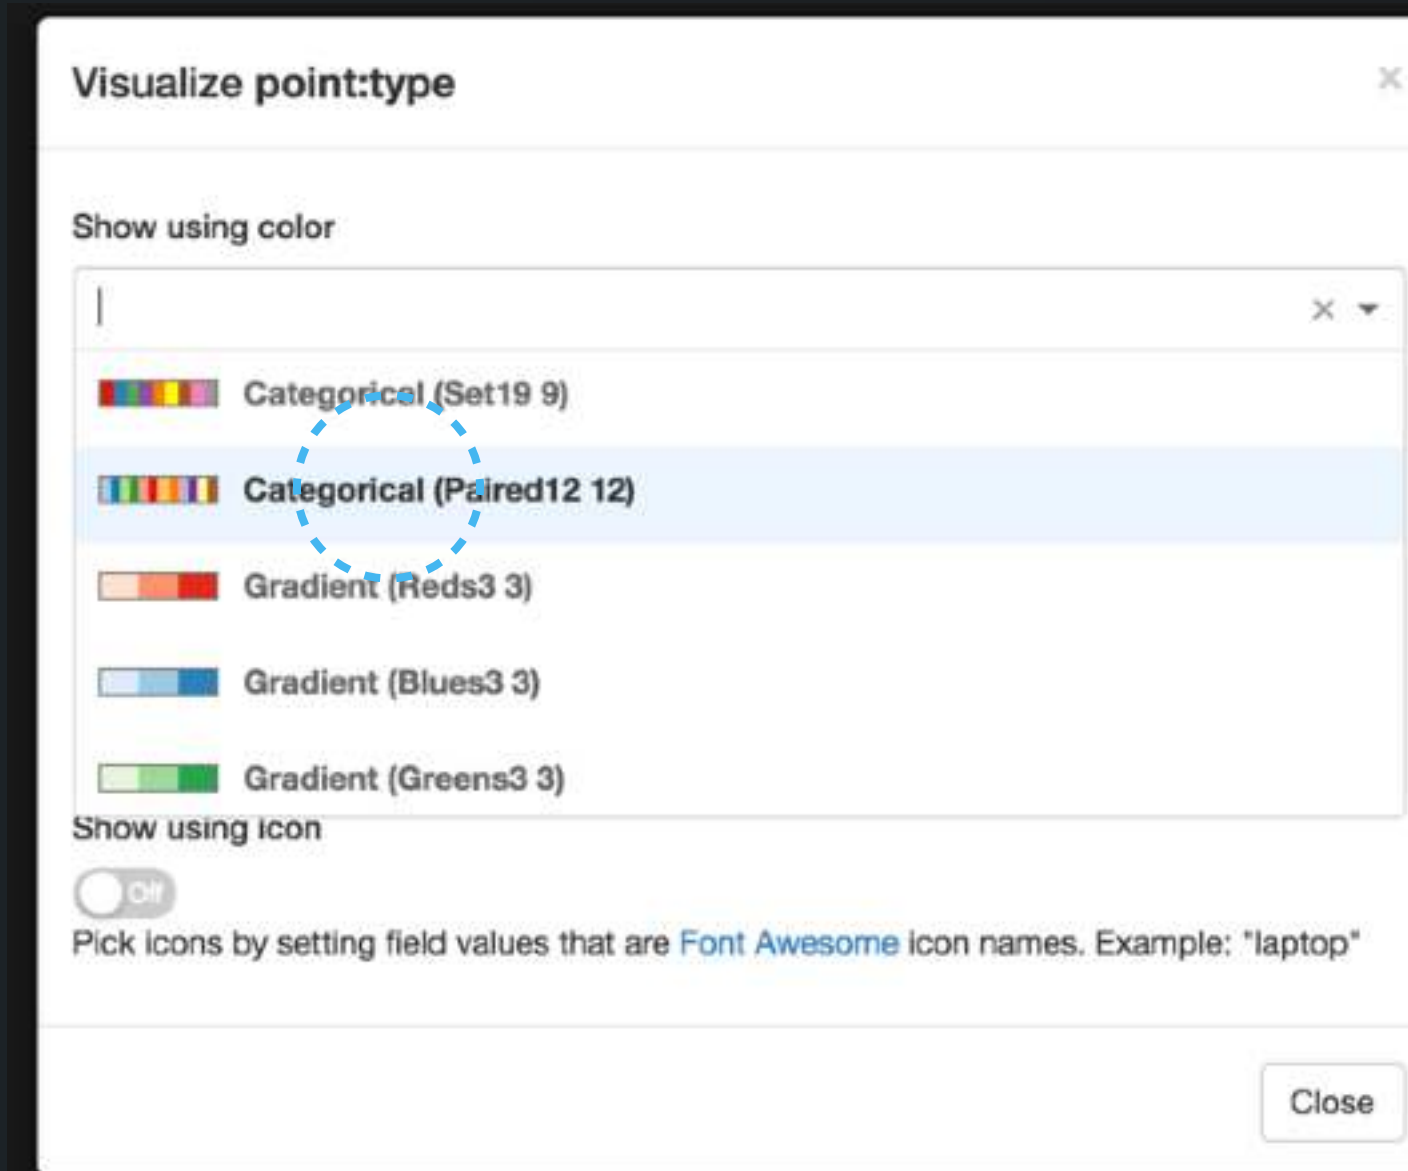 Visualize point:type
Show using color
Categorical (Set19 9)
Categorical (Paired12 12)
Gradient (Reds3 3)
Gradient (Blues3 3)
Gradient (Greens3 3)
Show using icon
Off
Pick icons by setting field values that are Font Awesome icon names. Example: "laptop"
Close